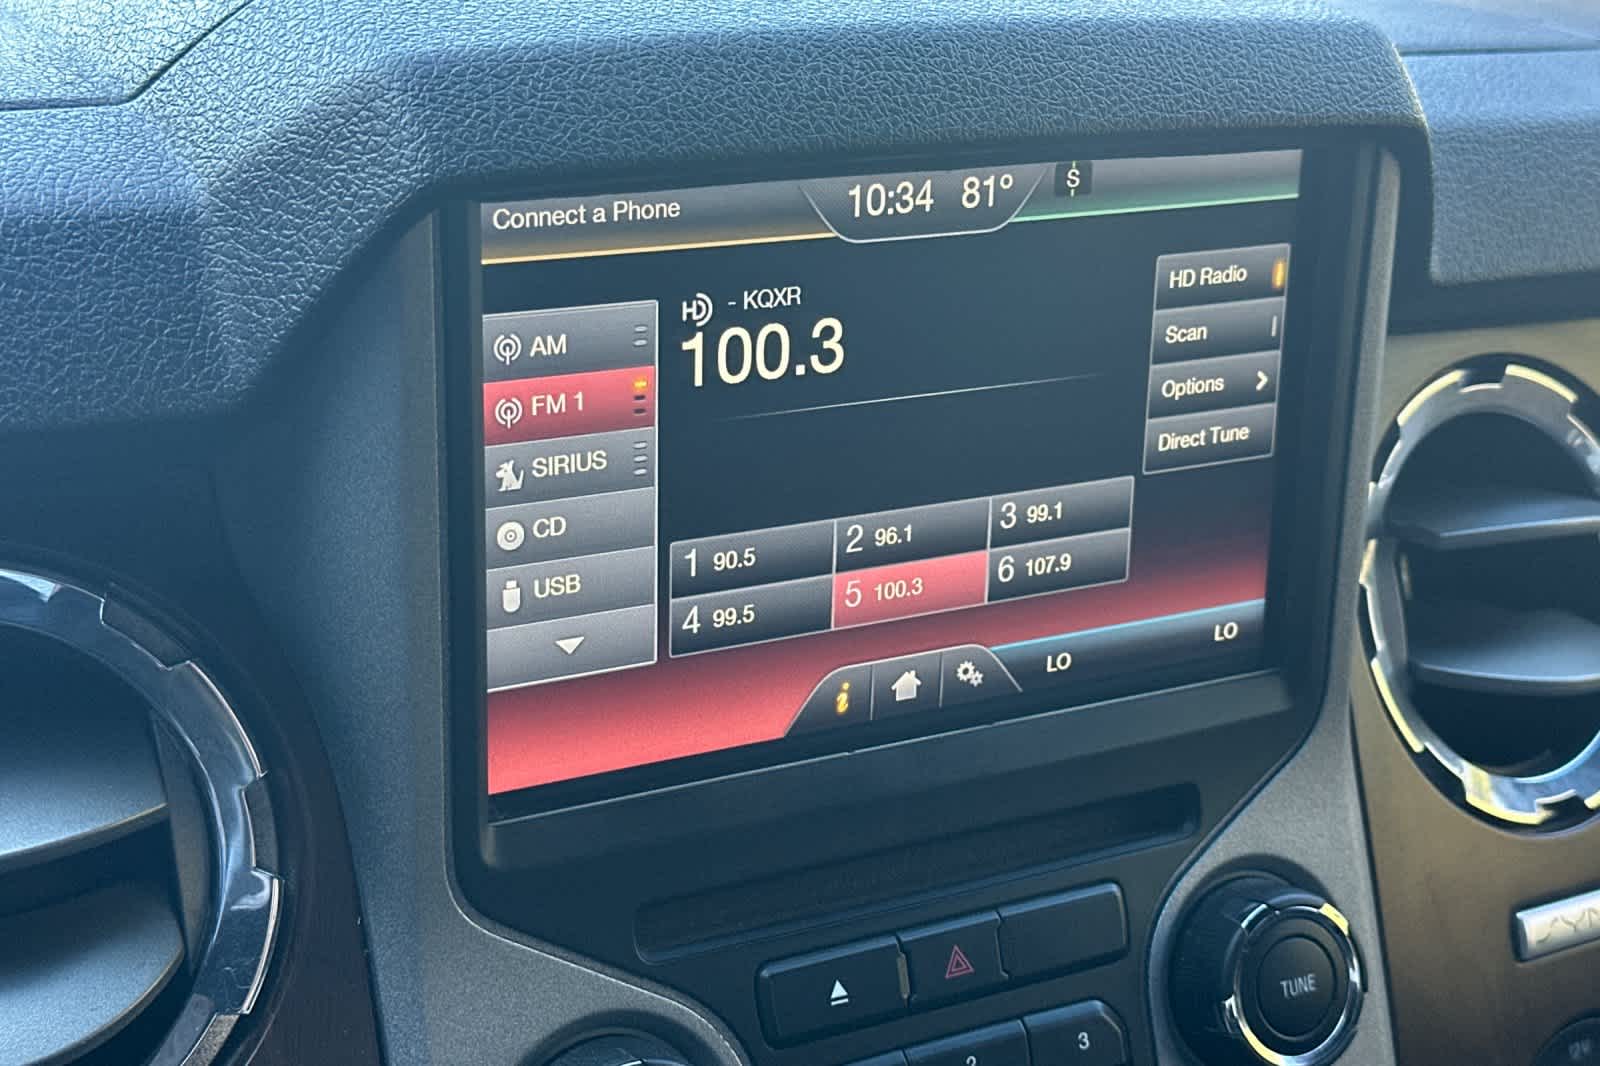 Connect a Phone
10:34 81°
S
HD - KQXR
100.3
AM
FM 1
SIRIUS
CD
USB
HD Radio
Scan
Options
Direct Tune
1 90.5
2 96.1
3 99.1
4 99.5
5 100.3
6 107.9
i
LO
LO
TUNE
2
3